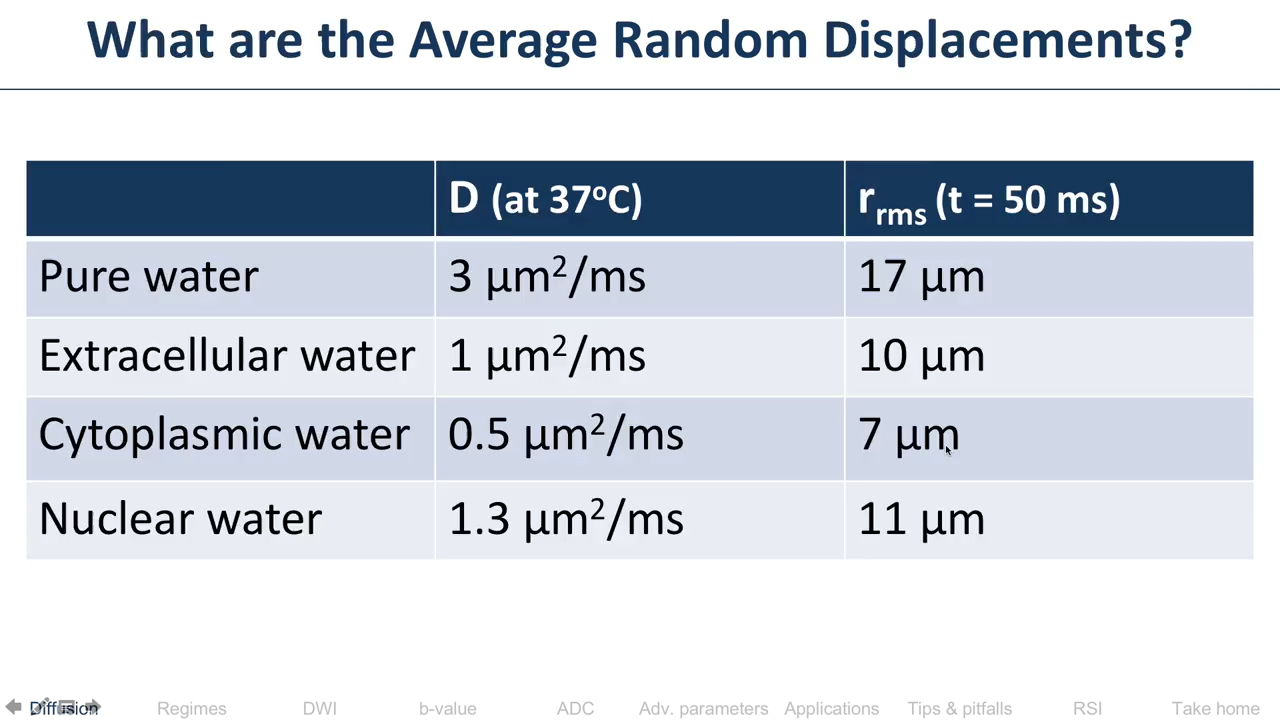 What are the Average Random Displacements?
D (at 37°C) r_rms (t = 50 ms)
Pure water 3 µm²/ms 17 µm
Extracellular water 1 µm²/ms 10 µm
Cytoplasmic water 0.5 µm²/ms 7 µm
Nuclear water 1.3 µm²/ms 11 µm
Diffusion Regimes DWI b-value ADC Adv. parameters Applications Tips & pitfalls RSI Take home